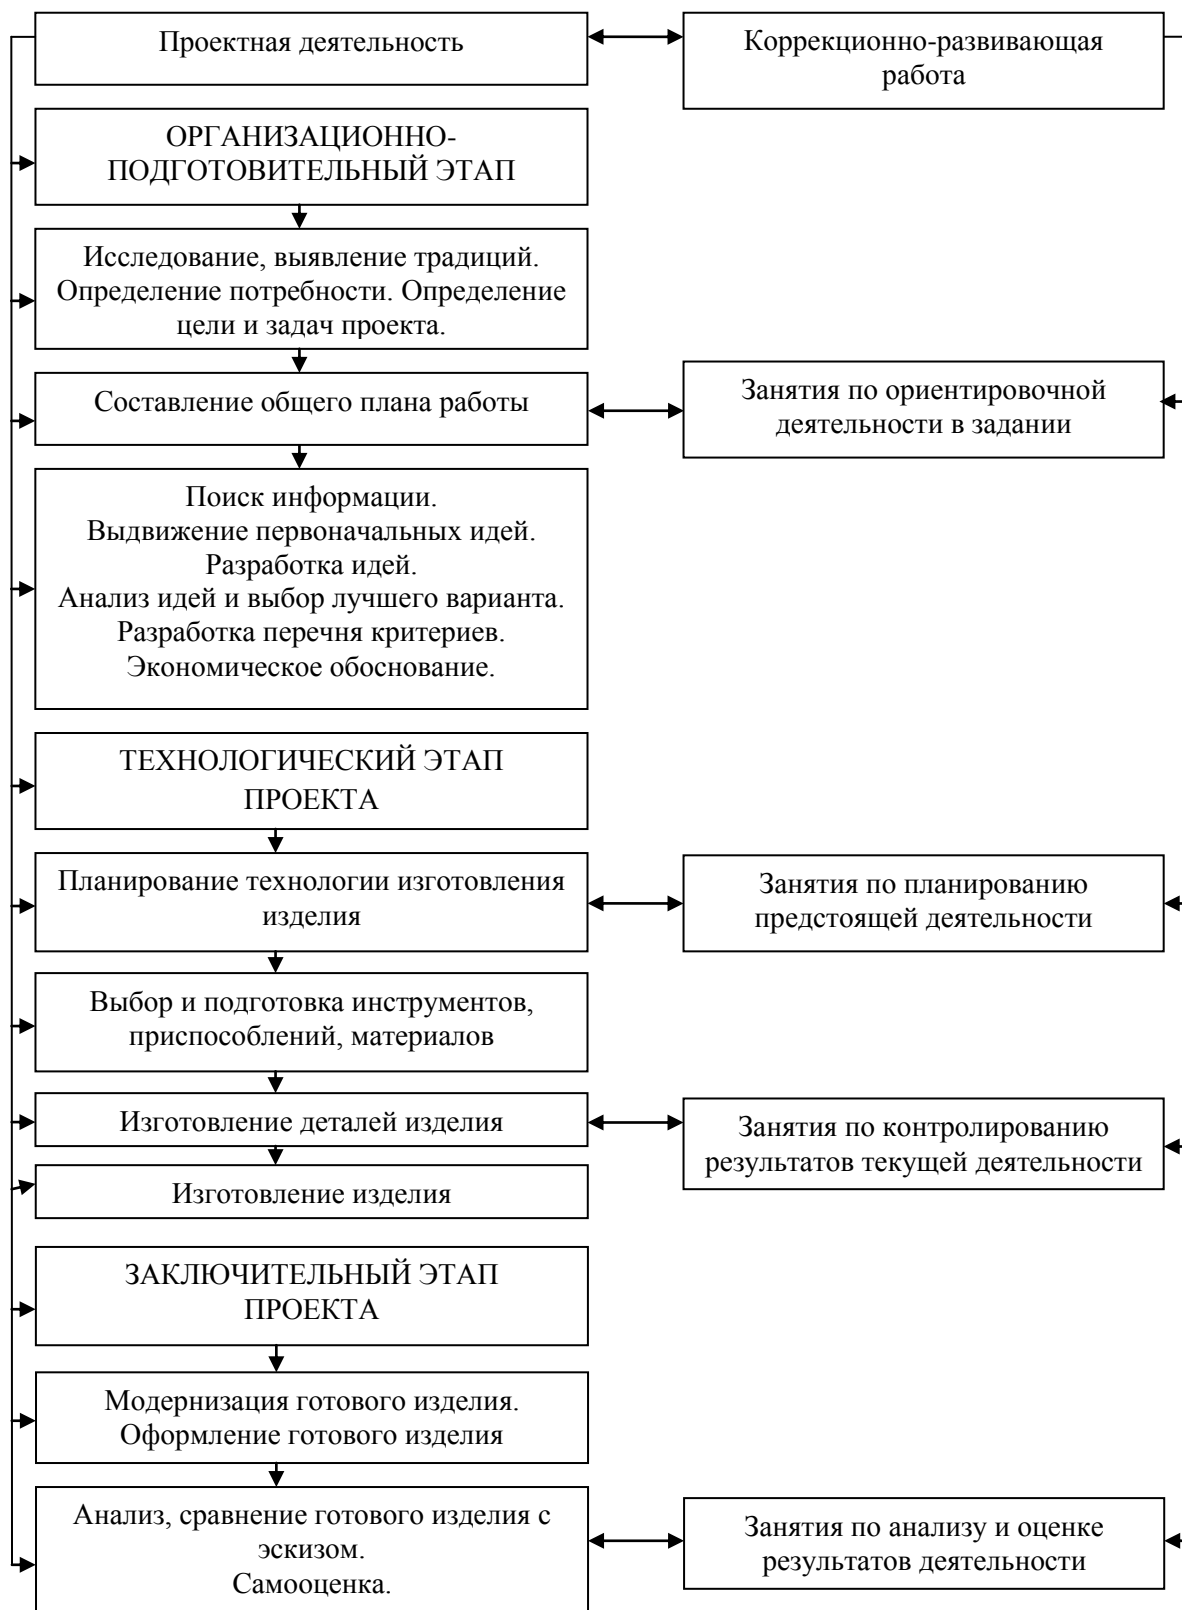 Проектная деятельность
Коррекционно-развивающая
работа
ОРГАНИЗАЦИОННО-
ПОДГОТОВИТЕЛЬНЫЙ ЭТАП
Исследование, выявление традиций.
Определение потребности. Определение
цели и задач проекта.
Составление общего плана работы
Занятия по ориентировочной
деятельности в задании
Поиск информации.
Выдвижение первоначальных идей.
Разработка идей.
Анализ идей и выбор лучшего варианта.
Разработка перечня критериев.
Экономическое обоснование.
ТЕХНОЛОГИЧЕСКИЙ ЭТАП
ПРОЕКТА
Планирование технологии изготовления
изделия
Занятия по планированию
предстоящей деятельности
Выбор и подготовка инструментов,
приспособлений, материалов
Изготовление деталей изделия
Занятия по контролированию
результатов текущей деятельности
Изготовление изделия
ЗАКЛЮЧИТЕЛЬНЫЙ ЭТАП
ПРОЕКТА
Модернизация готового изделия.
Оформление готового изделия
Анализ, сравнение готового изделия с
эскизом.
Самооценка.
Занятия по анализу и оценке
результатов деятельности